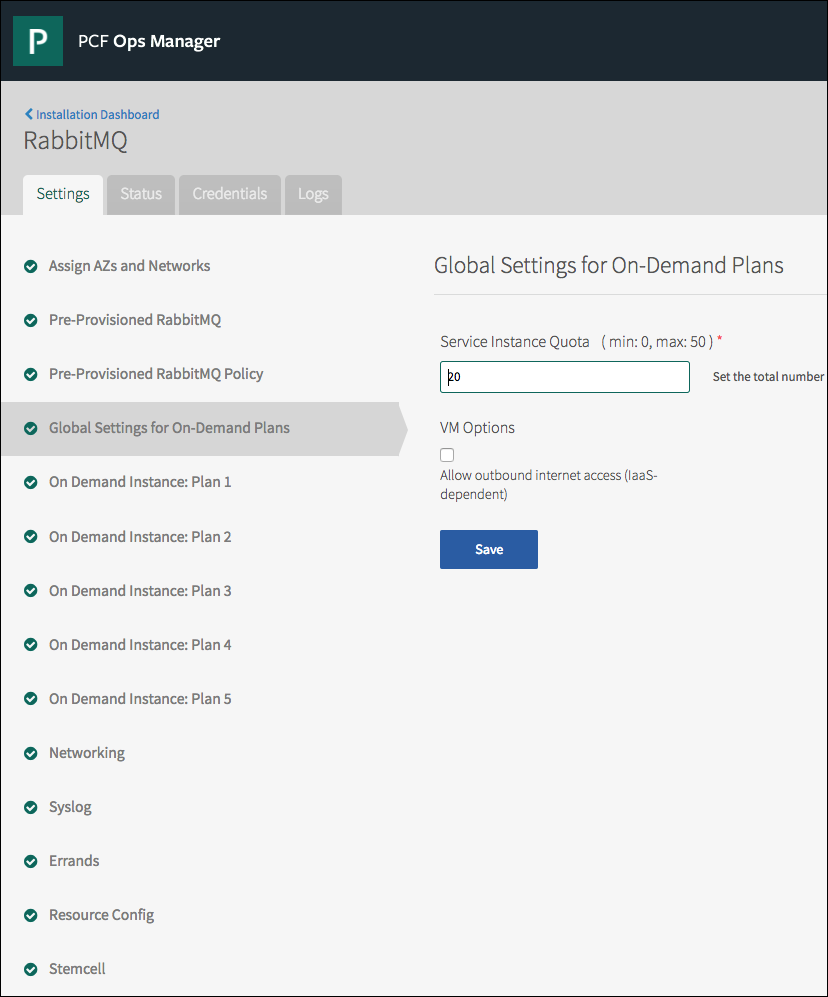 P
PCF Ops Manager
Installation Dashboard
RabbitMQ
Settings
Status
Credentials
Logs
Assign AZs and Networks
Pre-Provisioned RabbitMQ
Pre-Provisioned RabbitMQ Policy
Global Settings for On-Demand Plans
On Demand Instance: Plan 1
On Demand Instance: Plan 2
On Demand Instance: Plan 3
On Demand Instance: Plan 4
On Demand Instance: Plan 5
Networking
Syslog
Errands
Resource Config
Stemcell
Global Settings for On-Demand Plans
Service Instance Quota ( min: 0, max: 50 ) *
20
Set the total number
VM Options
Allow outbound internet access (IaaS-
dependent)
Save